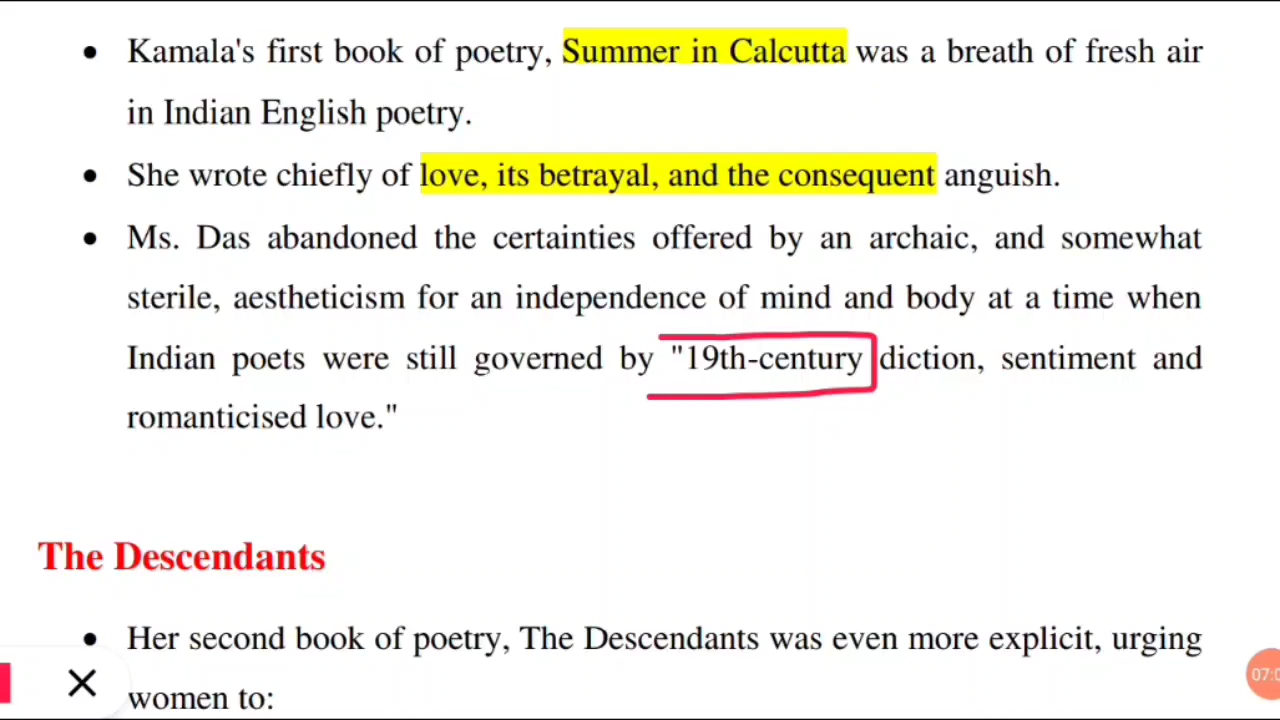 • Kamala's first book of poetry, Summer in Calcutta was a breath of fresh air
in Indian English poetry.
• She wrote chiefly of love, its betrayal, and the consequent anguish.
• Ms. Das abandoned the certainties offered by an archaic, and somewhat
sterile, aestheticism for an independence of mind and body at a time when
Indian poets were still governed by "19th-century diction, sentiment and
romanticised love."
The Descendants
• Her second book of poetry, The Descendants was even more explicit, urging
women to: